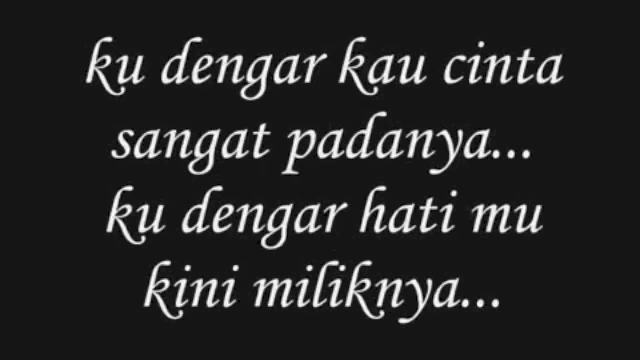 ku dengar kau cinta
sangat padanya...
ku dengar hati mu
kini miliknya...